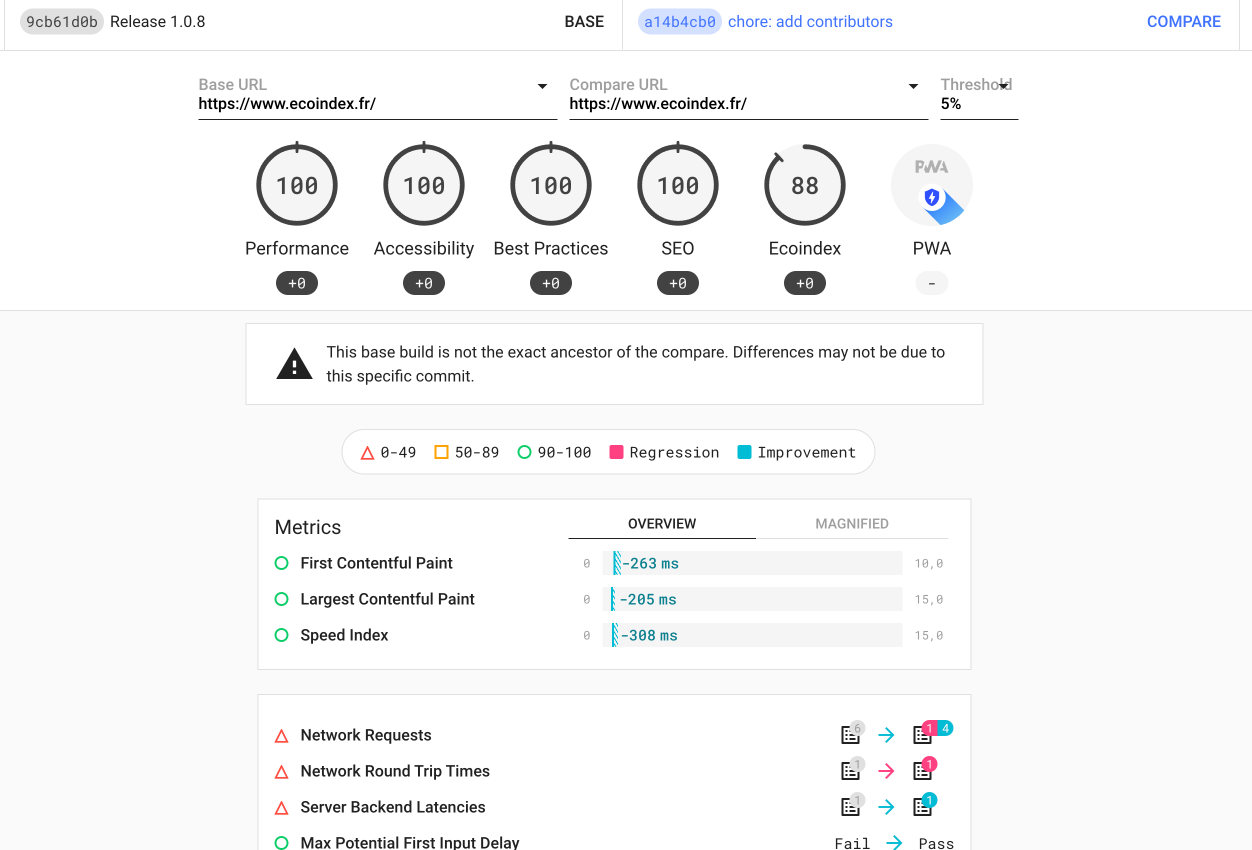 9cb61d0b Release 1.0.8 BASE a14b4cb0 chore: add contributors COMPARE
Base URL Compare URL Threshold
https://www.ecoindex.fr/ https://www.ecoindex.fr/ 5%
PWA
100 100 100 100 88
Performance Accessibility Best Practices SEO Ecoindex PWA
+0 +0 +0 +0 +0 -
This base build is not the exact ancestor of the compare. Differences may not be due to
this specific commit.
0-49 50-89 90-100 Regression Improvement
Metrics OVERVIEW MAGNIFIED
First Contentful Paint 0 -263 ms 10,0
Largest Contentful Paint 0 -205 ms 15,0
Speed Index 0 -308 ms 15,0
Network Requests 6 1 4
Network Round Trip Times 1 1
Server Backend Latencies 1 1
Max Potential First Input Delay Fail Pass